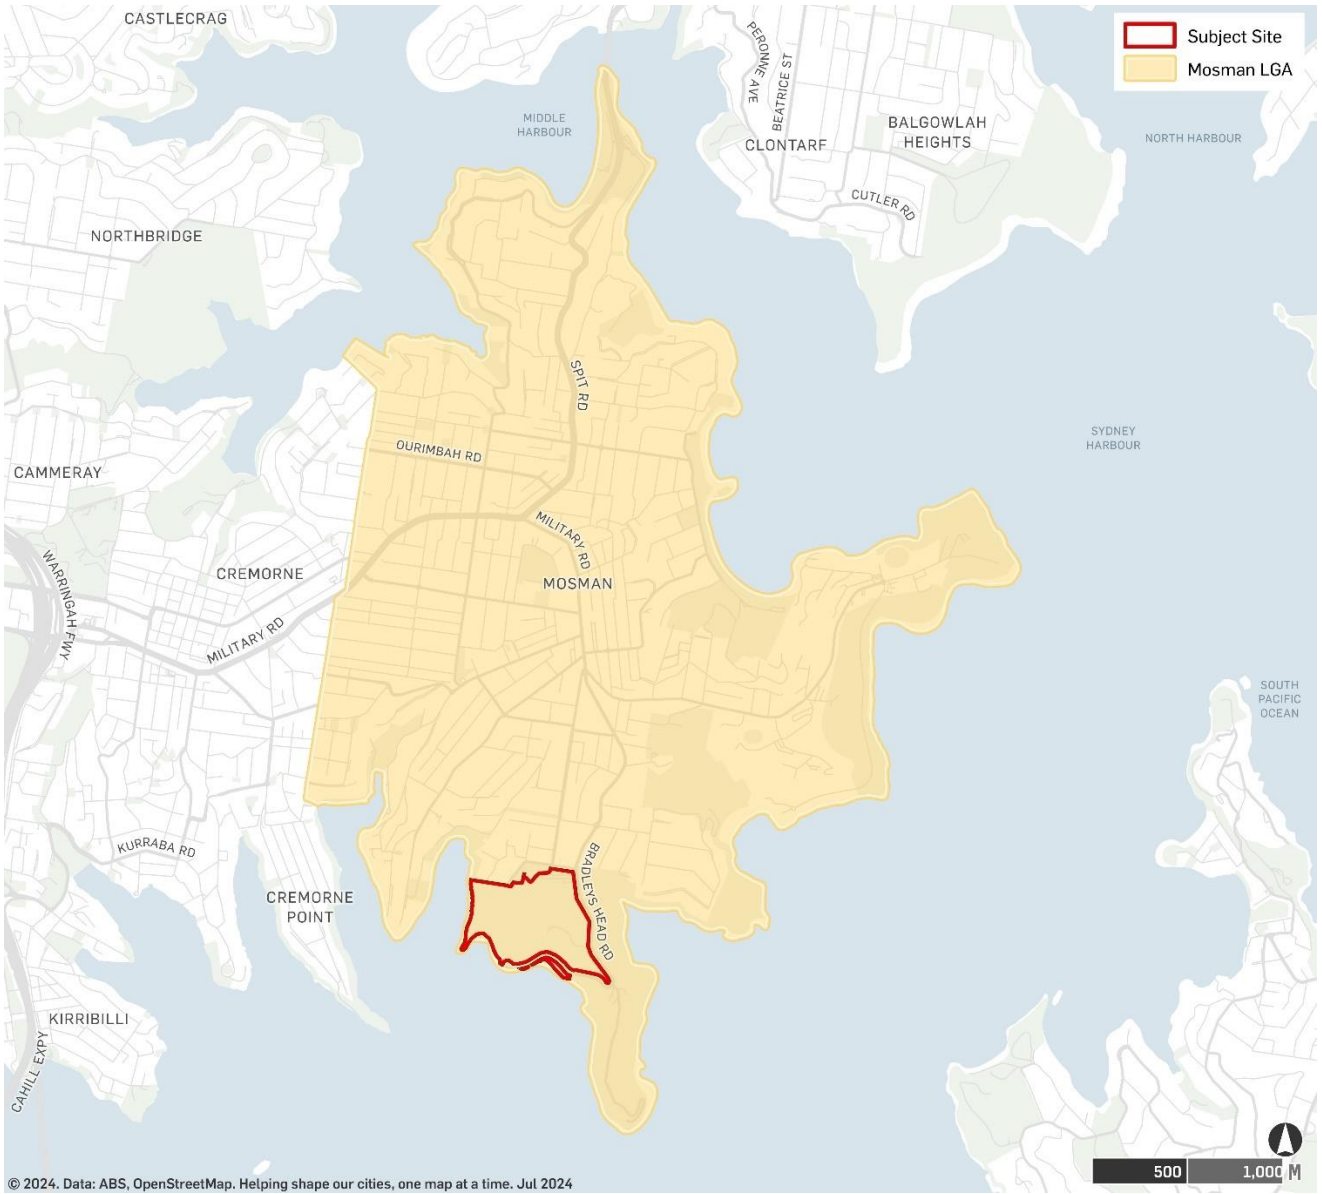 CASTLECRAG
PERONNE AVE
BEATRICE ST
Subject Site
Mosman LGA
MIDDLE
HARBOUR
CLONTARF
BALGOWLAH
HEIGHTS
NORTH HARBOUR
CUTLER RD
NORTHBRIDGE
SPIT RD
OURIMBAH RD
SYDNEY
HARBOUR
CAMMERAY
MILITARY RD
WARRINGAH FWY
CREMORNE
MOSMAN
MILITARY RD
SOUTH
PACIFIC
OCEAN
KURRABA RD
BRADLEYS HEAD RD
CREMORNE
POINT
KIRRIBILLI
CAHILL EXPY
500
1,000
M
© 2024. Data: ABS, OpenStreetMap. Helping shape our cities, one map at a time. Jul 2024